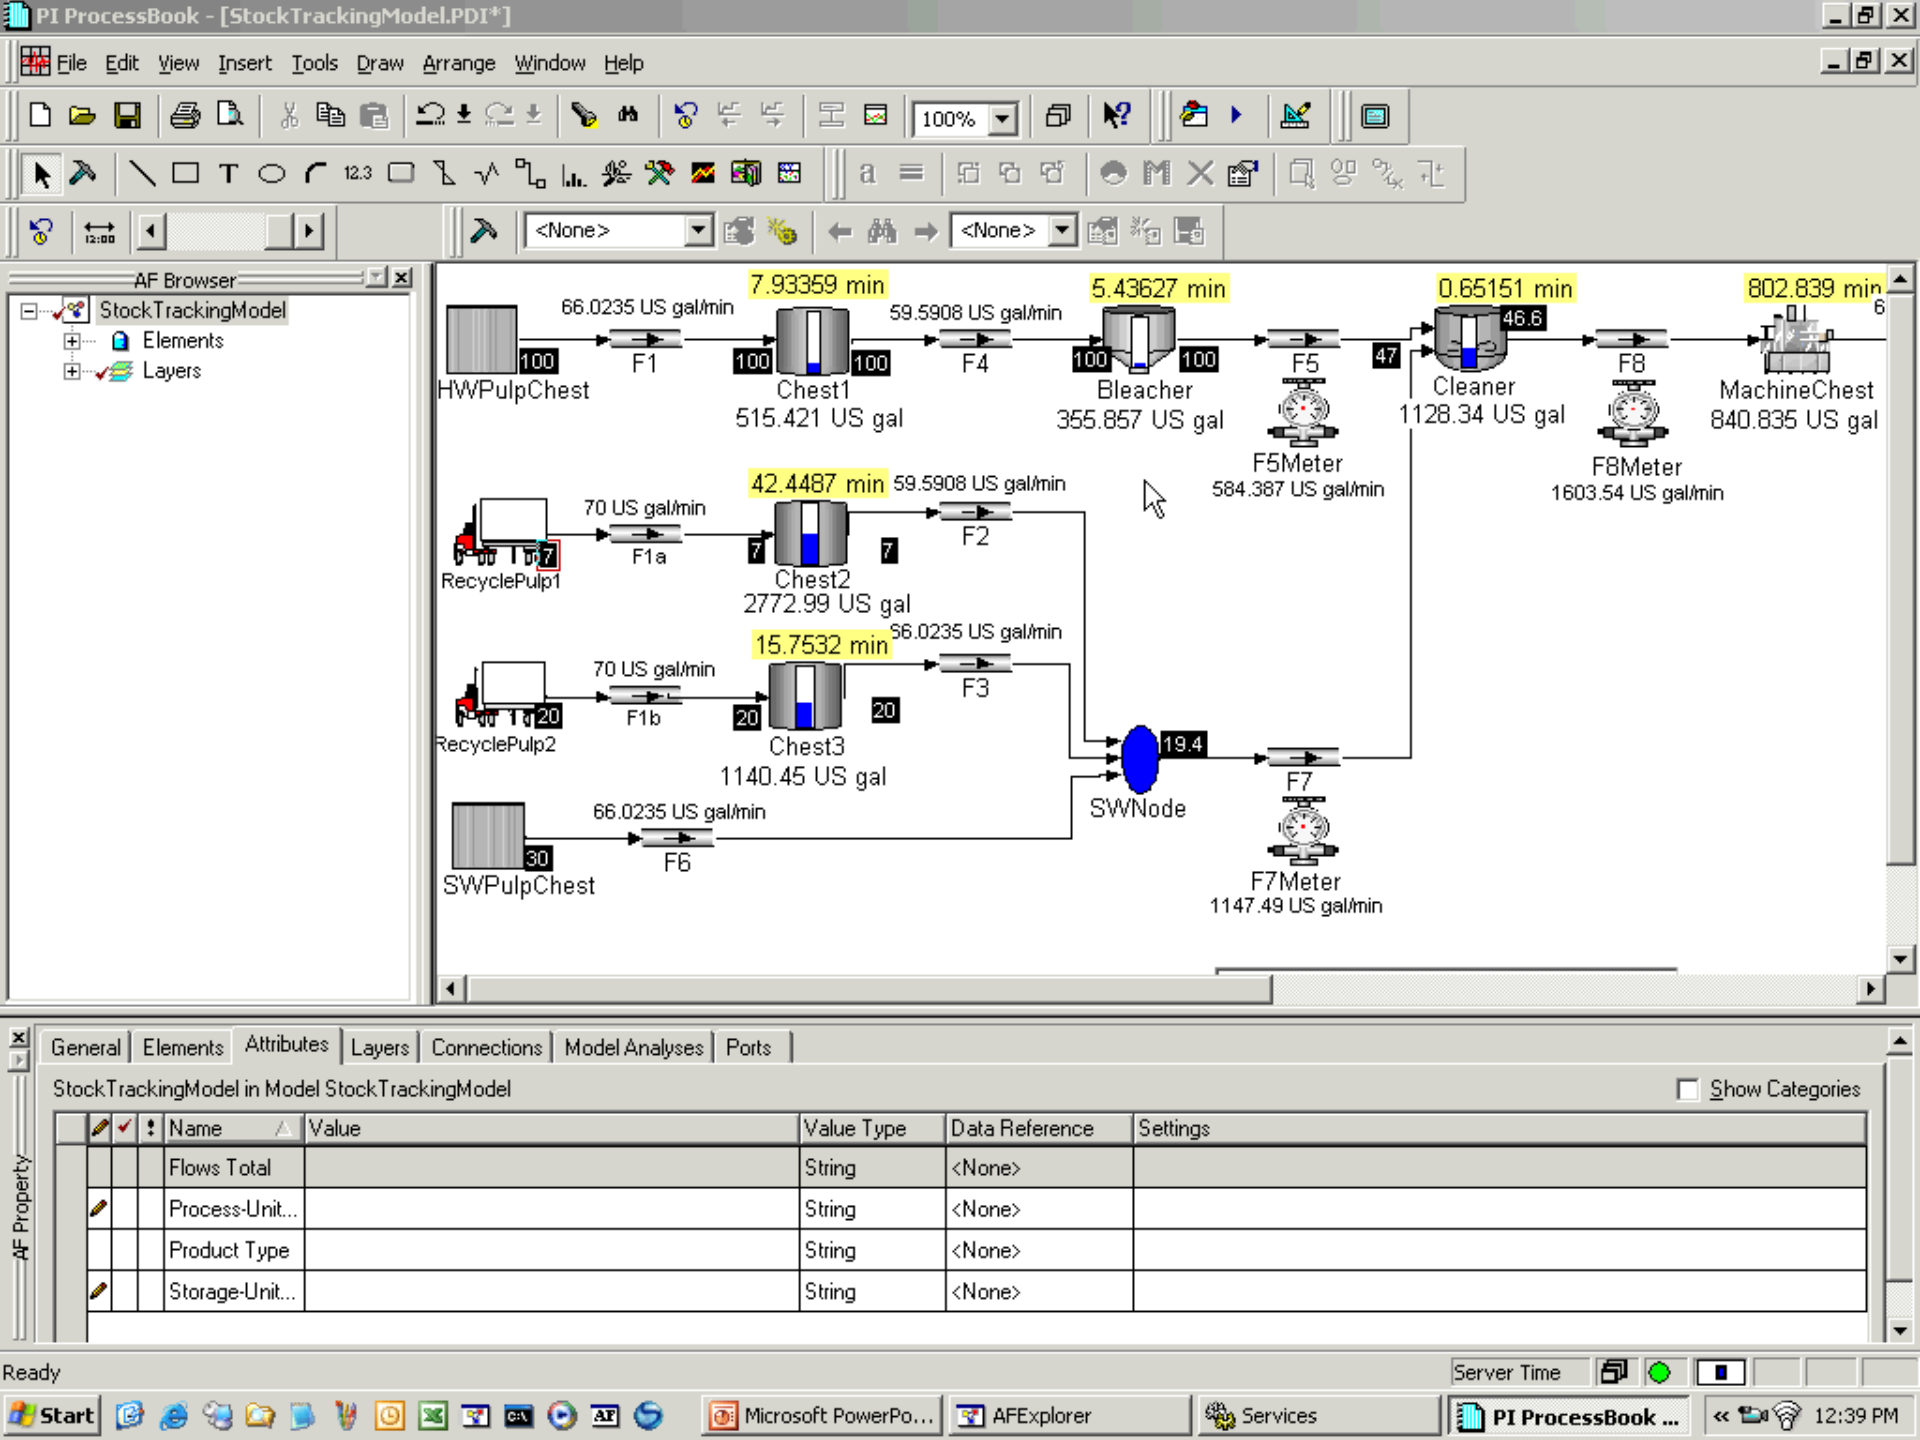 PI ProcessBook - [StockTrackingModel.PDI*]
File Edit View Insert Tools Draw Arrange Window Help
100%
T 12.3 a
12:00 <None> <None>
AF Browser
StockTrackingModel
Elements
Layers
7.93359 min 5.43627 min 0.65151 min 802.839 min
66.0235 US gal/min 59.5908 US gal/min 46.6 6
100 F1 100 100 F4 100 100 F5 47 F8
HWPulpChest Chest1 Bleacher Cleaner MachineChest
515.421 US gal 355.857 US gal 1128.34 US gal 840.835 US gal
F5Meter F8Meter
584.387 US gal/min 1603.54 US gal/min
42.4487 min 59.5908 US gal/min
70 US gal/min
7 F1a 7 7 F2
RecyclePulp1 Chest2
2772.99 US gal
15.7532 min 66.0235 US gal/min
70 US gal/min
20 F1b 20 20 F3
RecyclePulp2 Chest3 19.4
1140.45 US gal
66.0235 US gal/min SWNode F7
30 F6
SWPulpChest F7Meter
1147.49 US gal/min
General Elements Attributes Layers Connections Model Analyses Ports
StockTrackingModel in Model StockTrackingModel Show Categories
Name Value Value Type Data Reference Settings
Flows Total String <None>
Process-Unit... String <None>
Product Type String <None>
Storage-Unit... String <None>
AF Property
Ready Server Time
Start Microsoft PowerPo... AFExplorer Services PI ProcessBook ... « 12:39 PM